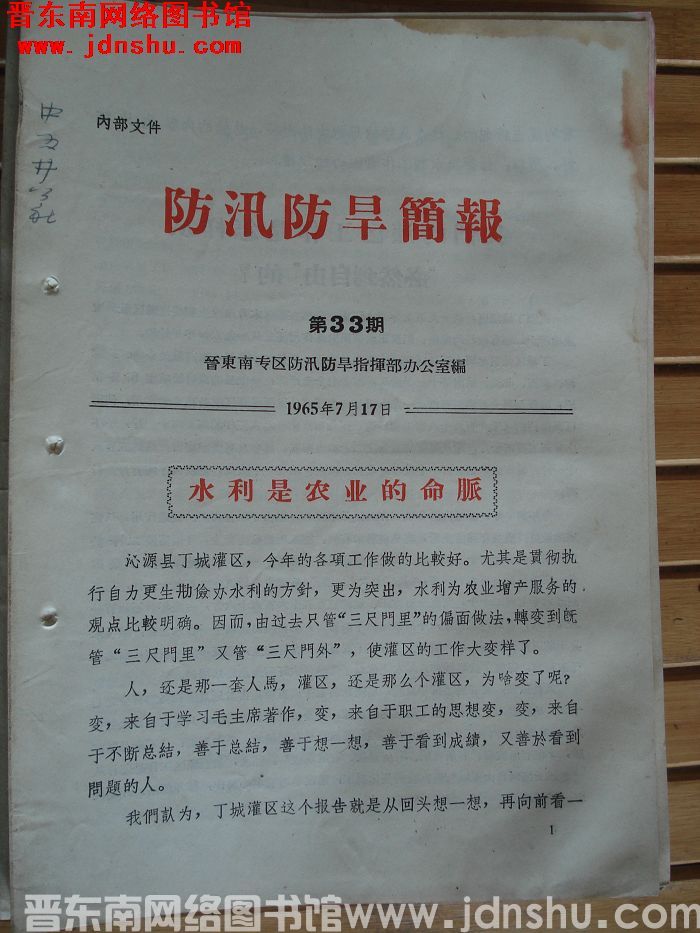 晋东南网络图书馆
www.jdnshu.com
內部文件
防汛防旱簡報
第33期
晉東南专区防汛防旱指揮部办公室編
1965年7月17日
水利是农业的命脈
沁源县丁城灌区，今年的各項工作做的比較好。尤其是貫彻执
行自力更生勤儉办水利的方針，更为突出，水利为农业增产服务的
观点比較明确。因而，由过去只管“三尺門里”的偏面做法，轉变到旣
管“三尺門里”又管“三尺門外”，使灌区的工作大变样了。
人，还是那一套人馬，灌区，还是那么个灌区，为啥变了呢？
变，来自于学习毛主席著作，变，来自于职工的思想变，变，来自
于不断总結，善于总結，善于想一想，善于看到成績，又善於看到
問題的人。
我們訦为，丁城灌区这个报告就是从回头想一想，再向前看一
1
晋东南网络图书馆www.jdnshu.com